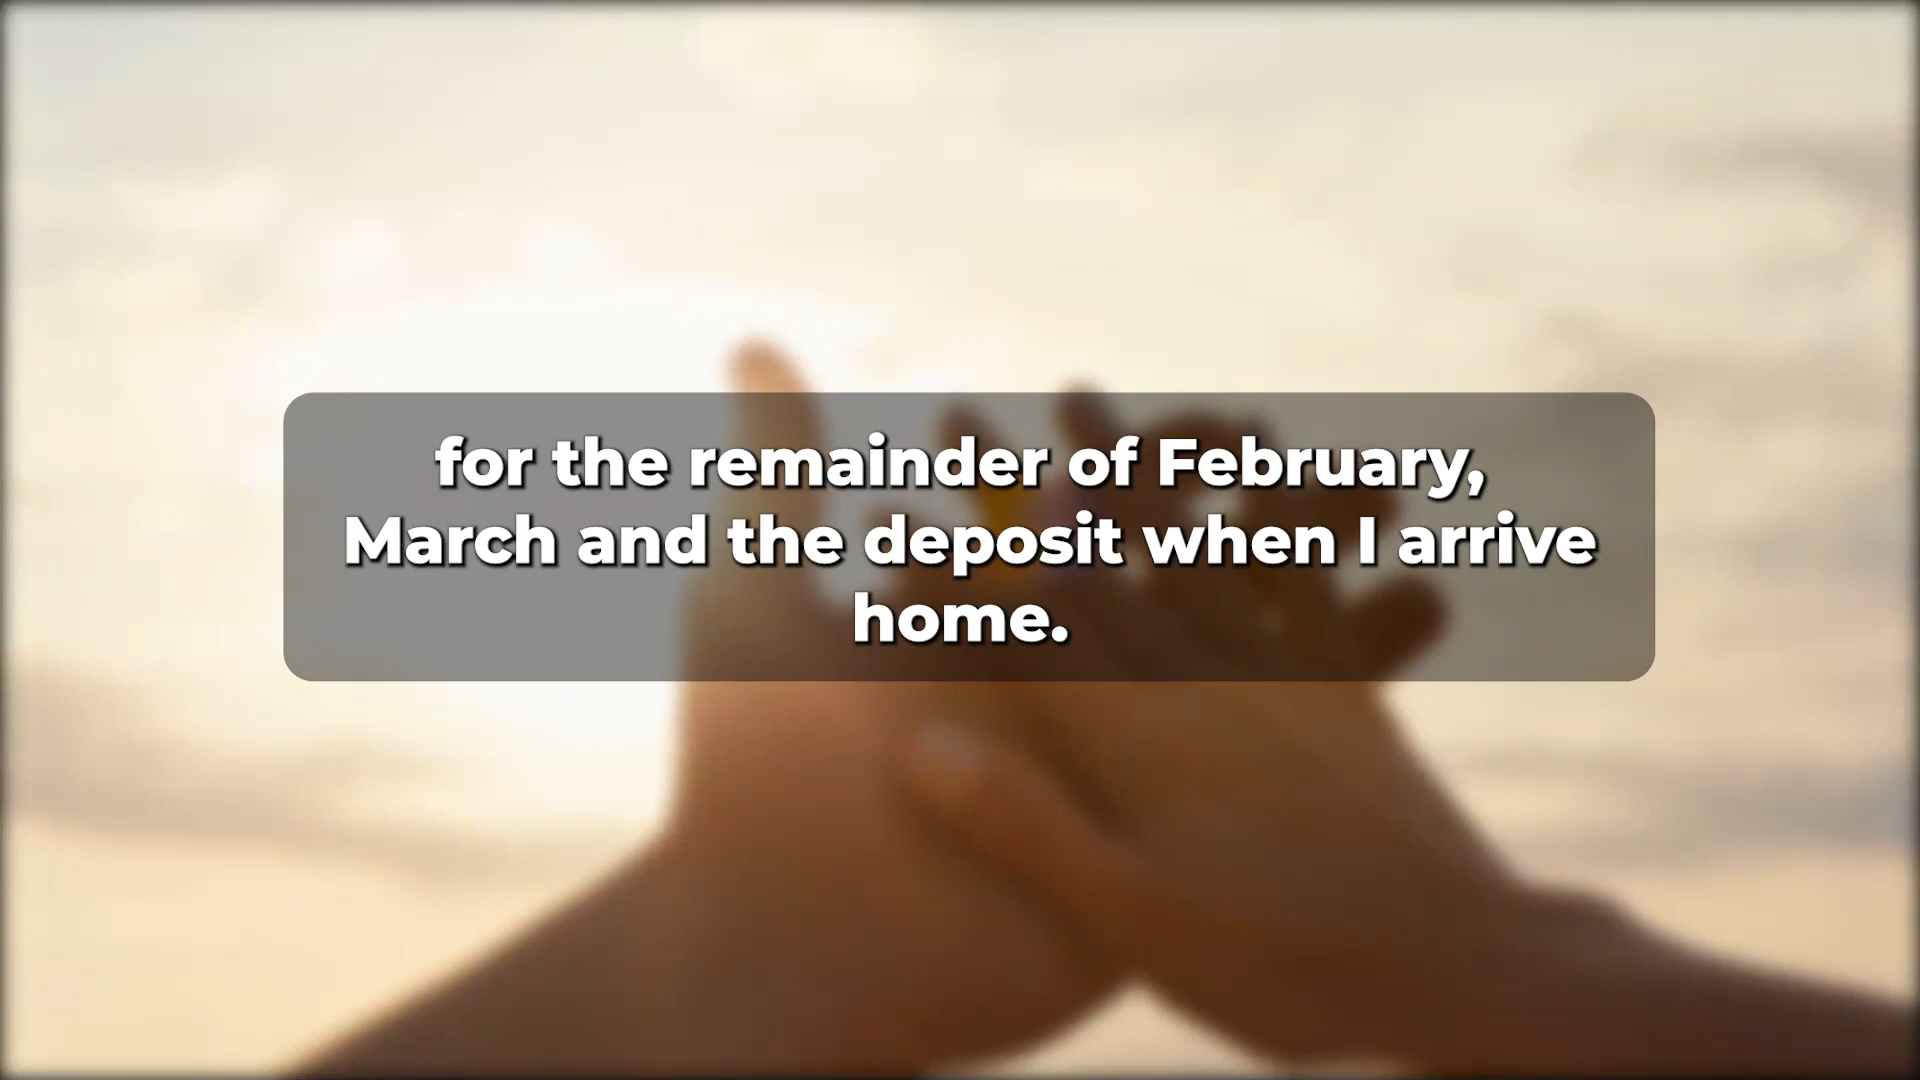 for the remainder of February,
March and the deposit when I arrive
home.